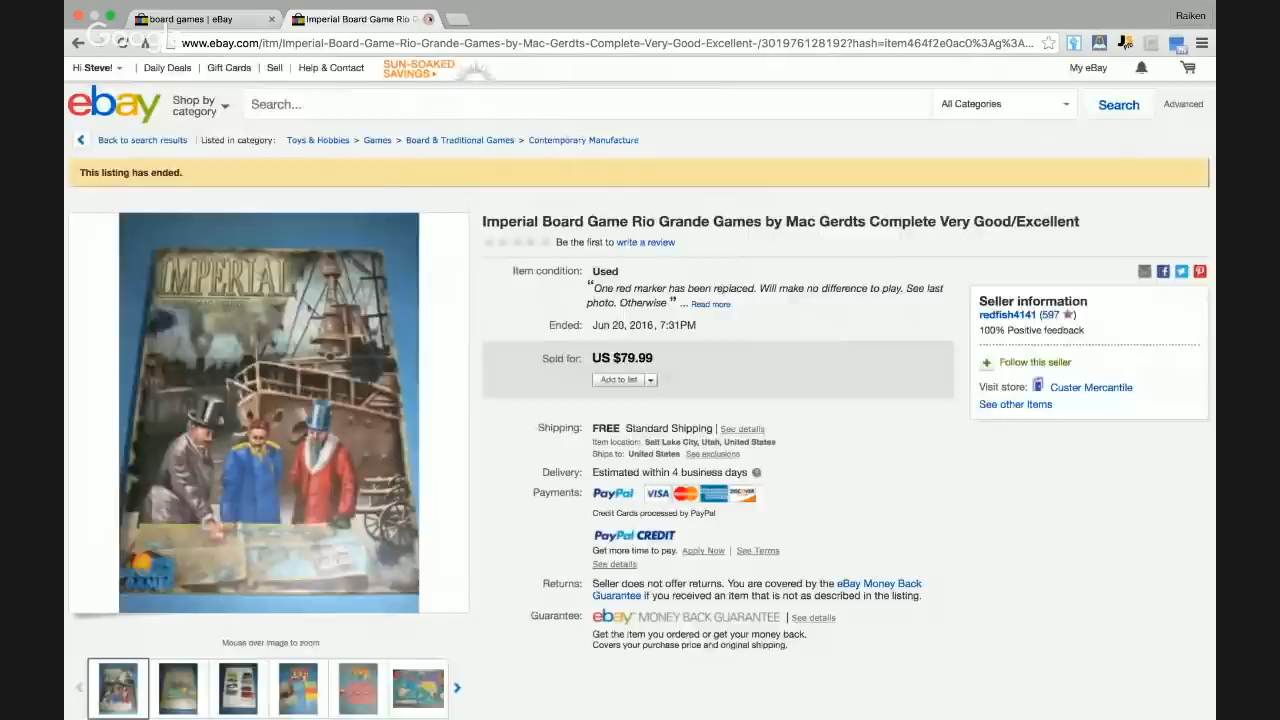 board games | eBay
Imperial Board Game Rio G
Raiken
Google
www.ebay.com/itm/Imperial-Board-Game-Rio-Grande-Games-by-Mac-Gerdts-Complete-Very-Good-Excellent-/301976128192?hash=item464f2e0ac0%3Ag%3A...
Hi Steve!
Daily Deals
Gift Cards
Sell
Help & Contact
SUN-SOAKED
SAVINGS
My eBay
ebay
Shop by
category
Search...
All Categories
Search
Advanced
Back to search results | Listed in category: Toys & Hobbies > Games > Board & Traditional Games > Contemporary Manufacture
This listing has ended.
IMPERIAL
Imperial Board Game Rio Grande Games by Mac Gerdts Complete Very Good/Excellent
Be the first to write a review
Item condition: Used
“One red marker has been replaced. Will make no difference to play. See last
photo. Otherwise ” ... Read more
Ended: Jun 20, 2016, 7:31PM
Sold for: US $79.99
Add to list
Seller information
redfish4141 (597 ★)
100% Positive feedback
Follow this seller
Visit store: Custer Mercantile
See other items
Shipping: FREE Standard Shipping | See details
Item location: Salt Lake City, Utah, United States
Ships to: United States See exclusions
Delivery: Estimated within 4 business days
Payments: PayPal VISA MasterCard DISCOVER
Credit Cards processed by PayPal
PayPal CREDIT
Get more time to pay. Apply Now | See Terms
See details
Returns: Seller does not offer returns. You are covered by the eBay Money Back
Guarantee if you received an item that is not as described in the listing.
Guarantee: ebay MONEY BACK GUARANTEE | See details
Get the item you ordered or get your money back.
Covers your purchase price and original shipping.
Mouse over image to zoom